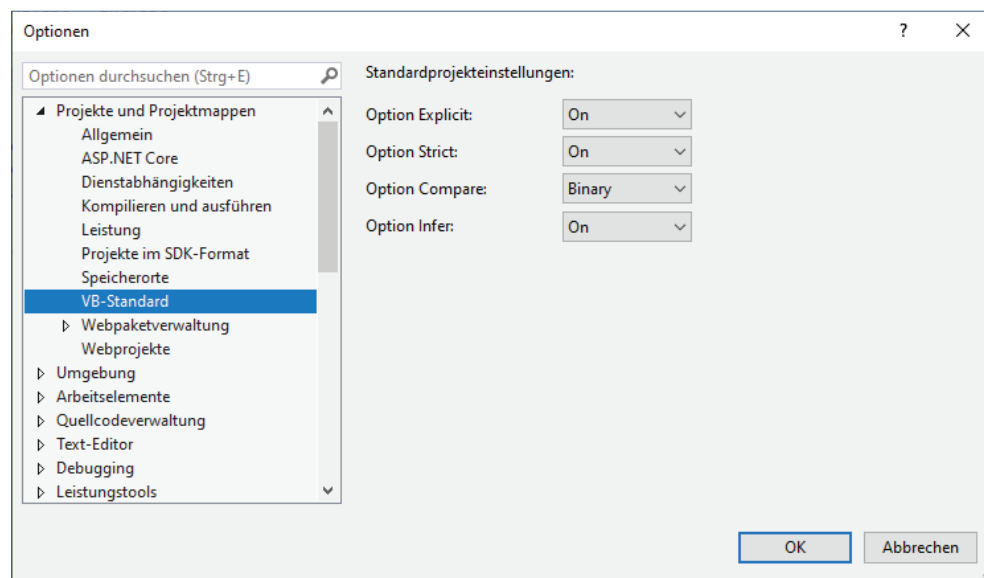 Optionen
?
Optionen durchsuchen (Strg+E)
Projekte und Projektmappen
Allgemein
ASP.NET Core
Dienstabhängigkeiten
Kompilieren und ausführen
Leistung
Projekte im SDK-Format
Speicherorte
VB-Standard
Webpaketverwaltung
Webprojekte
Umgebung
Arbeitselemente
Quellcodeverwaltung
Text-Editor
Debugging
Leistungstools
Standardprojekteinstellungen:
Option Explicit: On
Option Strict: On
Option Compare: Binary
Option Infer: On
OK Abbrechen